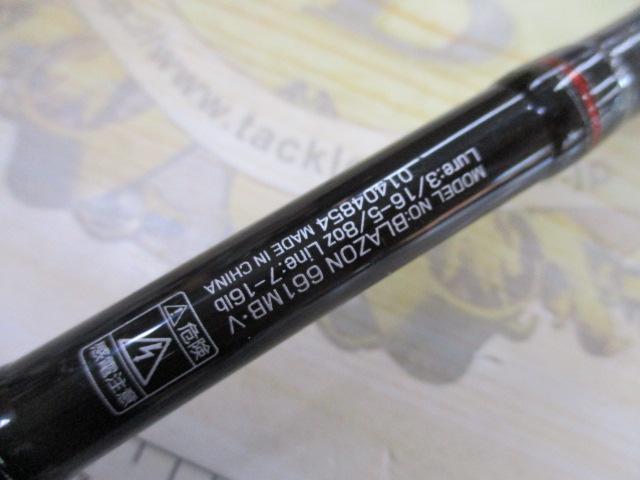 MODEL NO:BLAZON 661MB・V
Lure:3/16-5/8oz Line:7-16lb
01404854 MADE IN CHINA
危険
感電注意
www.tackle